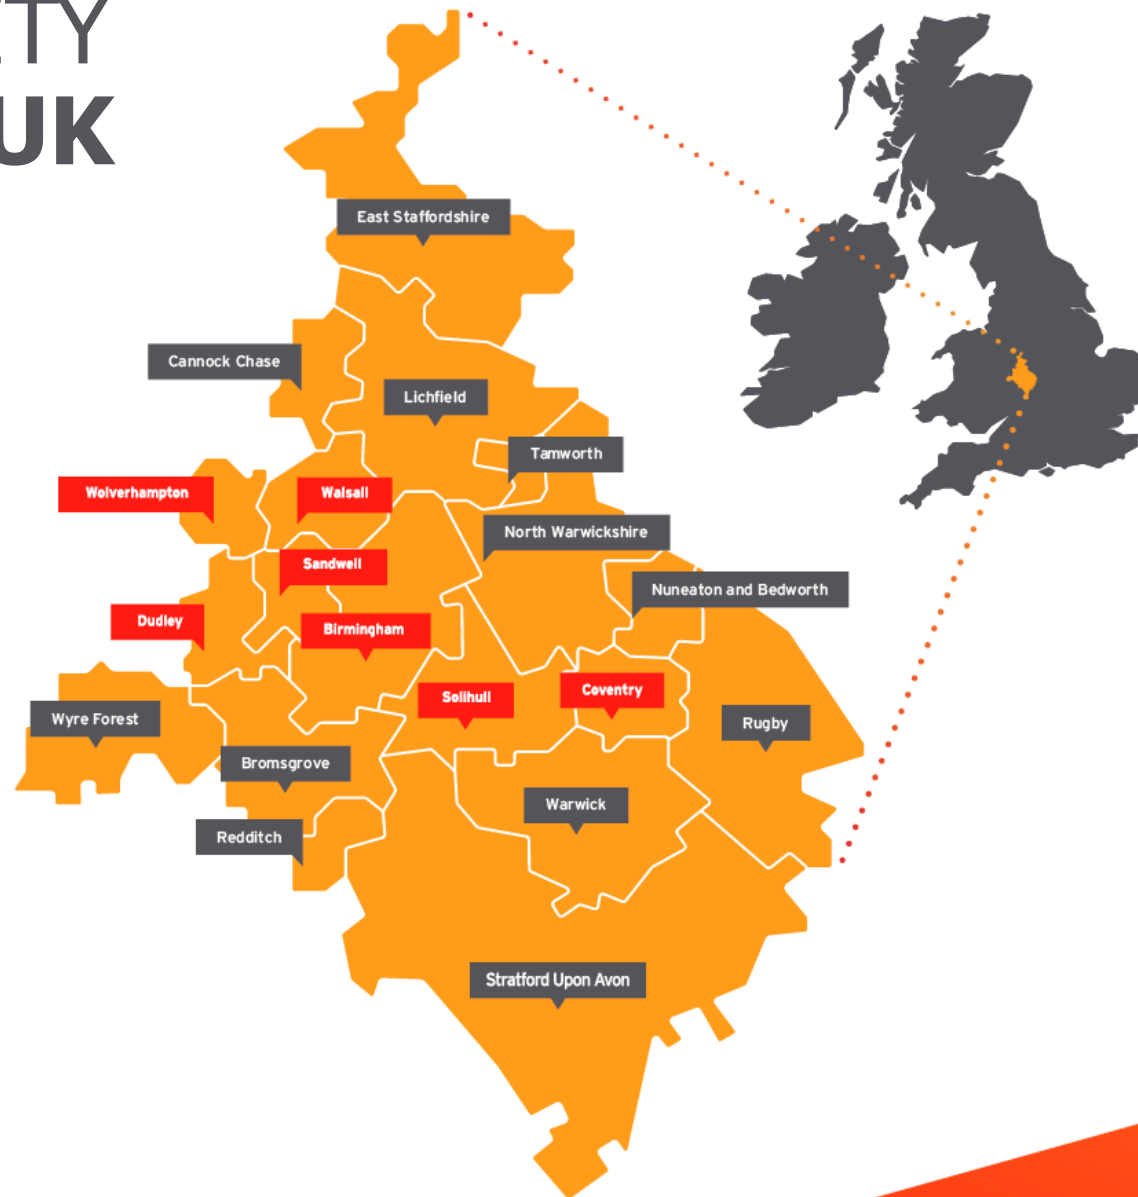 UK
East Staffordshire
Cannock Chase
Lichfield
Tamworth
Wolverhampton
Walsall
North Warwickshire
Sandwell
Nuneaton and Bedworth
Dudley
Birmingham
Solihull
Coventry
Wyre Forest
Rugby
Bromsgrove
Warwick
Redditch
Stratford Upon Avon